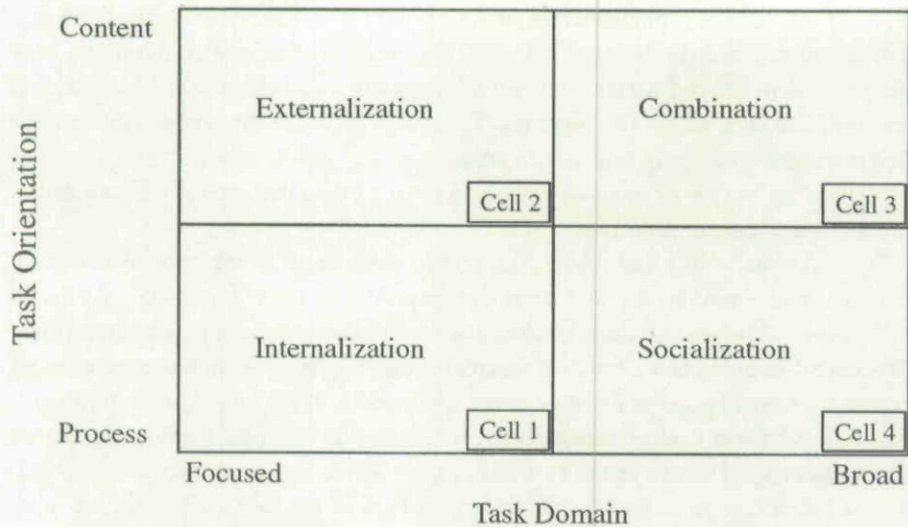 Content
Externalization
Combination
Cell 2
Cell 3
Task Orientation
Internalization
Socialization
Process
Cell 1
Cell 4
Focused
Broad
Task Domain